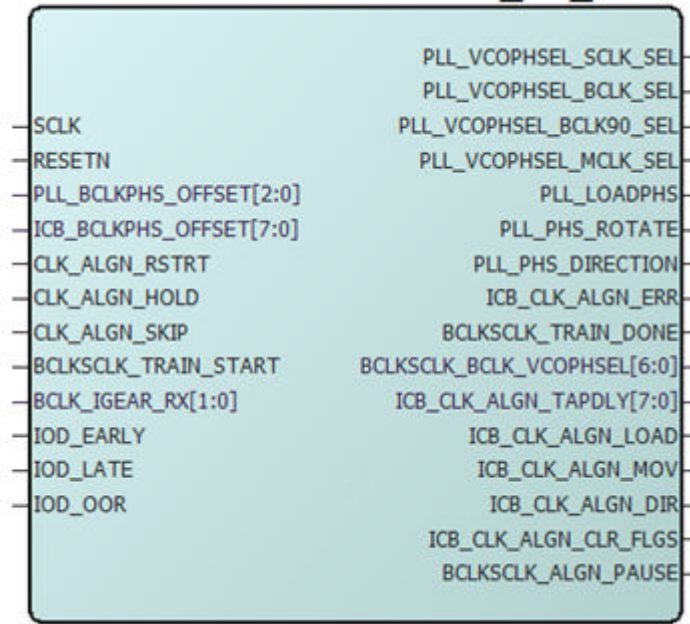 SCLK
RESETN
PLL_BCLKPHS_OFFSET[2:0]
ICB_BCLKPHS_OFFSET[7:0]
CLK_ALGN_RSTRT
CLK_ALGN_HOLD
CLK_ALGN_SKIP
BCLKSCLK_TRAIN_START
BCLK_IGEAR_RX[1:0]
IOD_EARLY
IOD_LATE
IOD_OOR
PLL_VCOPHSEL_SCLK_SEL
PLL_VCOPHSEL_BCLK_SEL
PLL_VCOPHSEL_BCLK90_SEL
PLL_VCOPHSEL_MCLK_SEL
PLL_LOADPHS
PLL_PHS_ROTATE
PLL_PHS_DIRECTION
ICB_CLK_ALGN_ERR
BCLKSCLK_TRAIN_DONE
BCLKSCLK_BCLK_VCOPHSEL[6:0]
ICB_CLK_ALGN_TAPDLY[7:0]
ICB_CLK_ALGN_LOAD
ICB_CLK_ALGN_MOV
ICB_CLK_ALGN_DIR
ICB_CLK_ALGN_CLR_FLGS
BCLKSCLK_ALGN_PAUSE